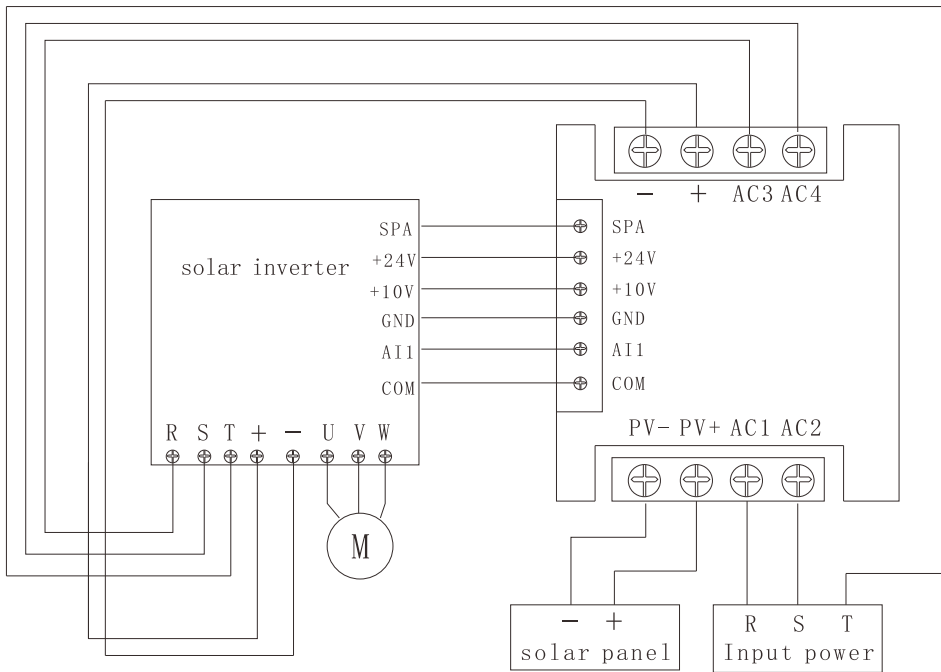 − + AC3 AC4
solar inverter
SPA
+24V
+10V
GND
AI1
COM
SPA
+24V
+10V
GND
AI1
COM
R S T + − U V W
M
PV− PV+ AC1 AC2
− +
solar panel
R S T
Input power